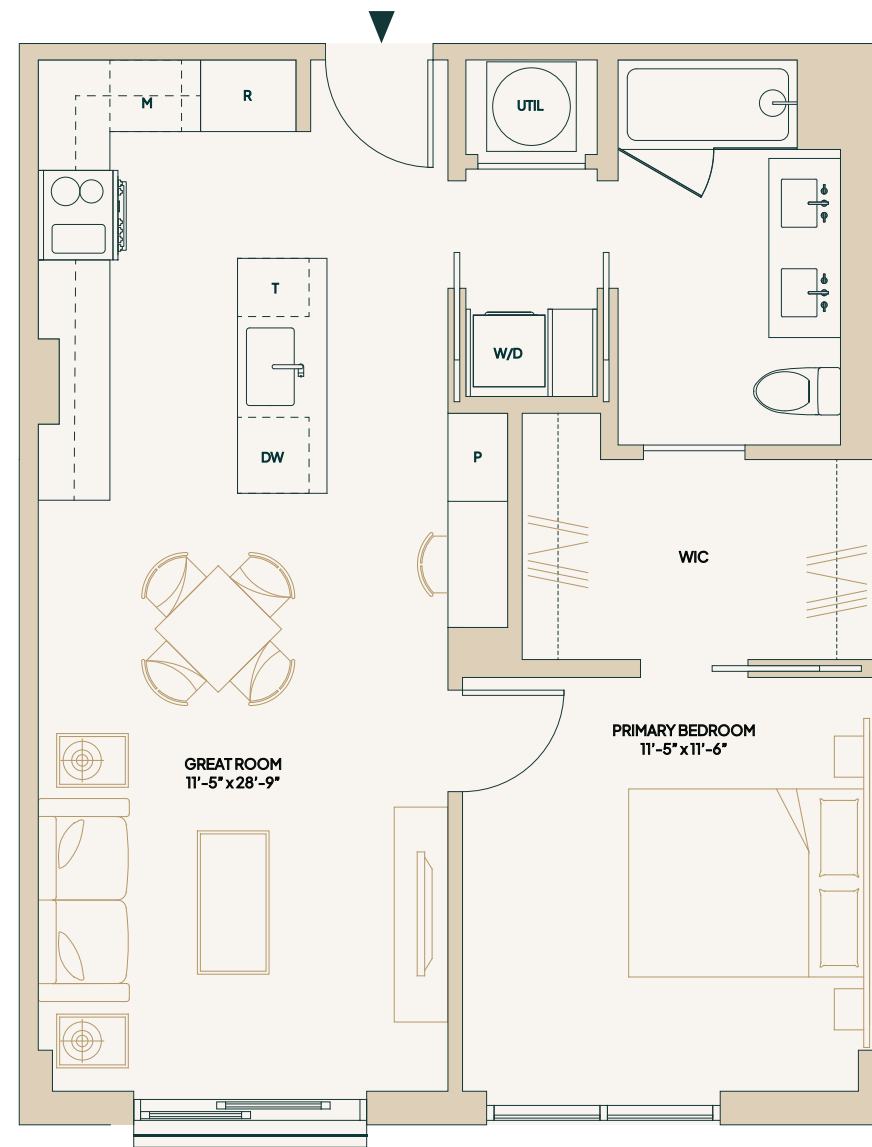 M
R
UTIL
T
W/D
DW
P
WIC
PRIMARY BEDROOM
11'-5" x 11'-6"
GREAT ROOM
11'-5" x 28'-9"